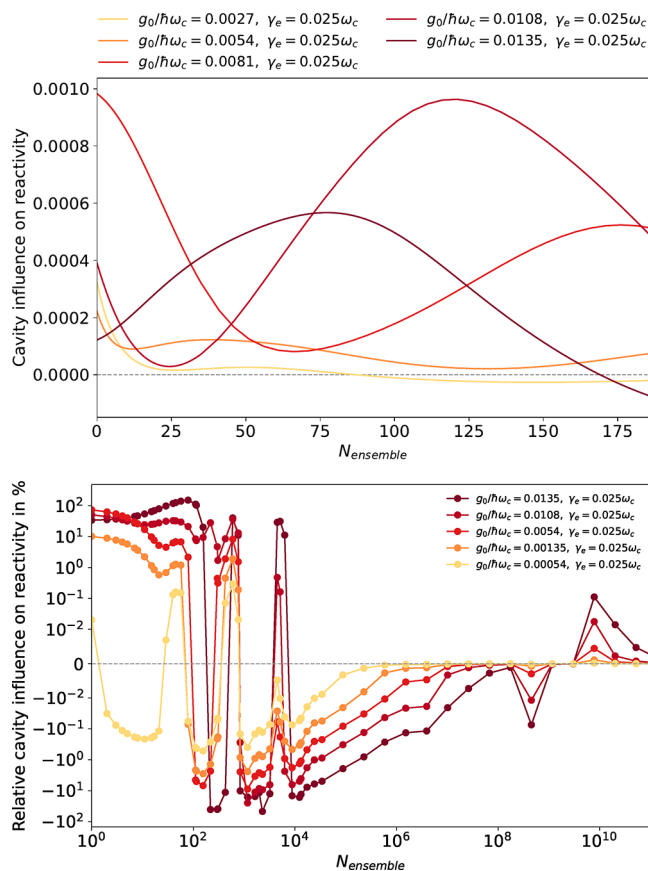 g₀/ħω꜀ = 0.0027, γₑ = 0.025ω꜀
g₀/ħω꜀ = 0.0054, γₑ = 0.025ω꜀
g₀/ħω꜀ = 0.0081, γₑ = 0.025ω꜀
g₀/ħω꜀ = 0.0108, γₑ = 0.025ω꜀
g₀/ħω꜀ = 0.0135, γₑ = 0.025ω꜀
Cavity influence on reactivity
0.0010
0.0008
0.0006
0.0004
0.0002
0.0000
0 25 50 75 100 125 150 175
N_ensemble
Relative cavity influence on reactivity in %
10²
10¹
10⁰
10⁻¹
10⁻²
0
−10⁻²
−10⁻¹
−10⁰
−10¹
−10²
g₀/ħω꜀ = 0.0135, γₑ = 0.025ω꜀
g₀/ħω꜀ = 0.0108, γₑ = 0.025ω꜀
g₀/ħω꜀ = 0.0054, γₑ = 0.025ω꜀
g₀/ħω꜀ = 0.00135, γₑ = 0.025ω꜀
g₀/ħω꜀ = 0.00054, γₑ = 0.025ω꜀
10⁰ 10² 10⁴ 10⁶ 10⁸ 10¹⁰
N_ensemble